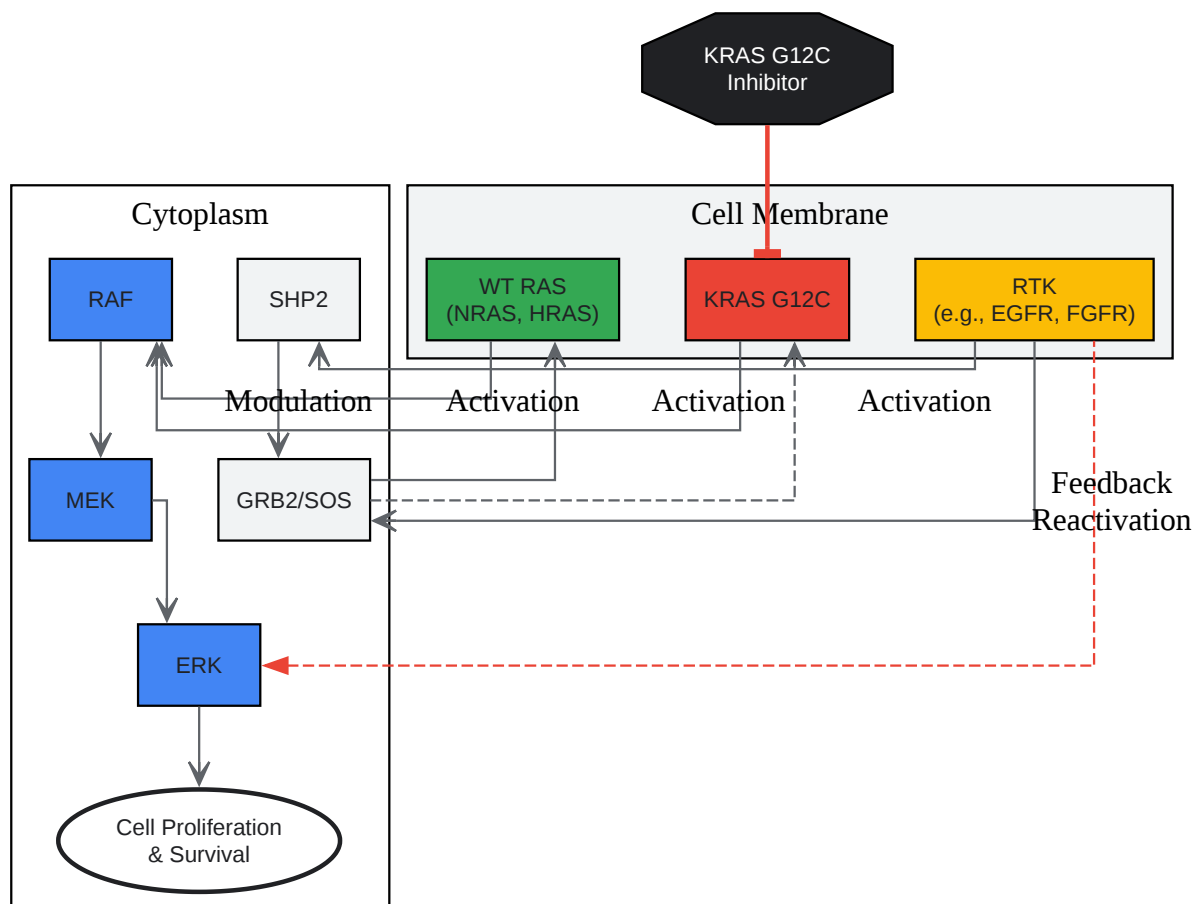 KRAS G12C
Inhibitor
Cytoplasm
Cell Membrane
RAF
SHP2
WT RAS
(NRAS, HRAS)
KRAS G12C
RTK
(e.g., EGFR, FGFR)
Modulation
Activation
Activation
Activation
MEK
GRB2/SOS
Feedback
Reactivation
ERK
Cell Proliferation
& Survival